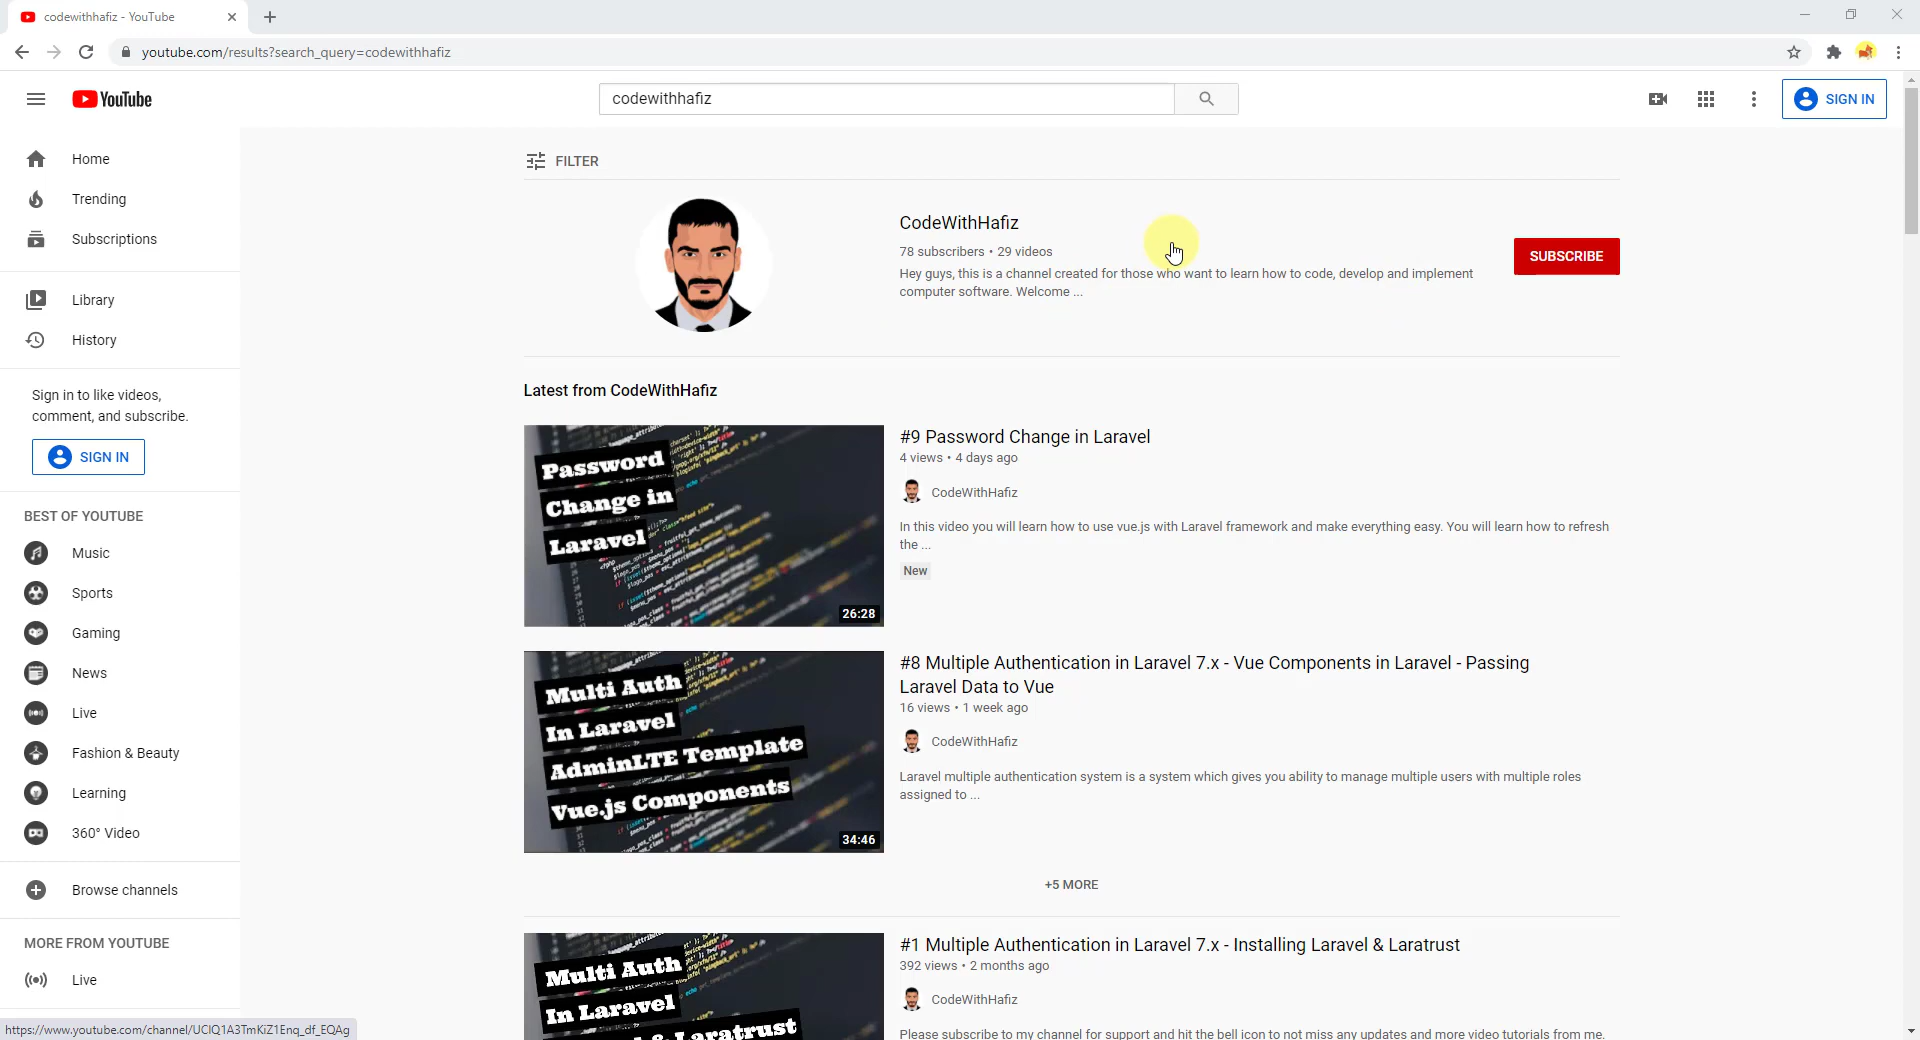 codewithhafiz - YouTube
youtube.com/results?search_query=codewithhafiz
YouTube
codewithhafiz
SIGN IN
Home
Trending
Subscriptions
Library
History
Sign in to like videos,
comment, and subscribe.
SIGN IN
BEST OF YOUTUBE
Music
Sports
Gaming
News
Live
Fashion & Beauty
Learning
360° Video
Browse channels
MORE FROM YOUTUBE
Live
https://www.youtube.com/channel/UCIQ1A3TmKiZ1Enq_df_EQAg
FILTER
CodeWithHafiz
78 subscribers • 29 videos
Hey guys, this is a channel created for those who want to learn how to code, develop and implement
computer software. Welcome ...
SUBSCRIBE
Latest from CodeWithHafiz
Password
Change in
Laravel
26:28
#9 Password Change in Laravel
4 views • 4 days ago
CodeWithHafiz
In this video you will learn how to use vue.js with Laravel framework and make everything easy. You will learn how to refresh
the ...
New
Multi Auth
In Laravel
AdminLTE Template
Vue.js Components
34:46
#8 Multiple Authentication in Laravel 7.x - Vue Components in Laravel - Passing
Laravel Data to Vue
16 views • 1 week ago
CodeWithHafiz
Laravel multiple authentication system is a system which gives you ability to manage multiple users with multiple roles
assigned to ...
+5 MORE
Multi Auth
In Laravel
& Laratrust
#1 Multiple Authentication in Laravel 7.x - Installing Laravel & Laratrust
392 views • 2 months ago
CodeWithHafiz
Please subscribe to my channel for support and hit the bell icon to not miss any updates and more video tutorials from me.